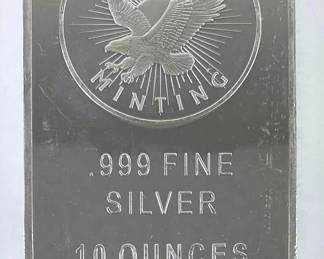 MINTING
.999 FINE
SILVER
10 OUNCES